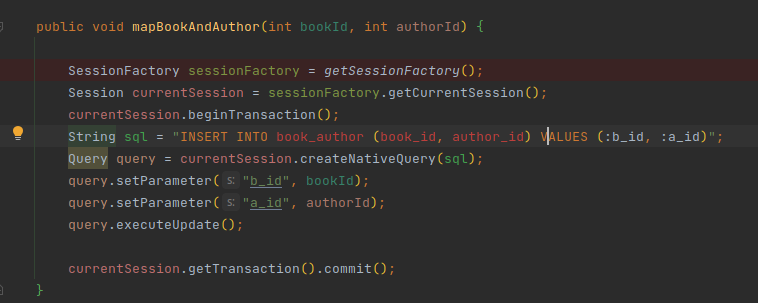 public void mapBookAndAuthor(int bookId, int authorId) {
SessionFactory sessionFactory = getSessionFactory();
Session currentSession = sessionFactory.getCurrentSession();
currentSession.beginTransaction();
String sql = "INSERT INTO book_author (book_id, author_id) VALUES (:b_id, :a_id)";
Query query = currentSession.createNativeQuery(sql);
query.setParameter( s: "b_id", bookId);
query.setParameter( s: "a_id", authorId);
query.executeUpdate();
currentSession.getTransaction().commit();
}